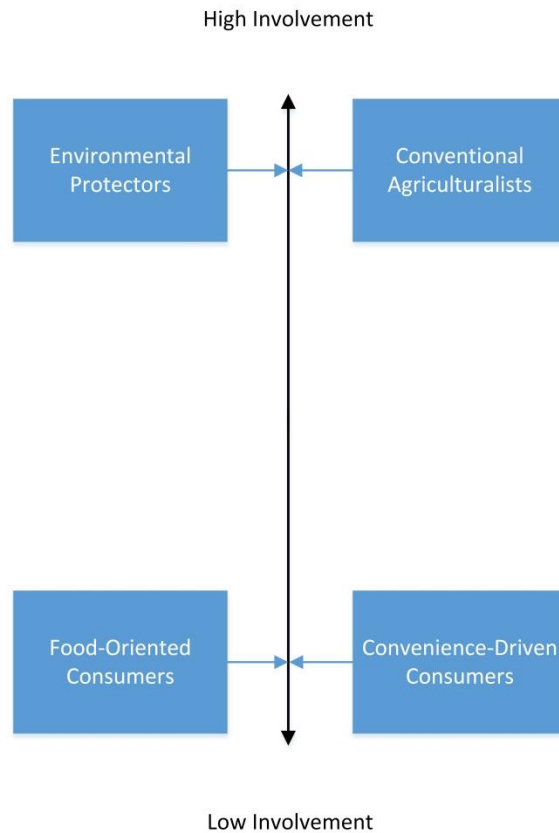 High Involvement
Environmental
Protectors
Conventional
Agriculturalists
Food-Oriented
Consumers
Convenience-Driven
Consumers
Low Involvement